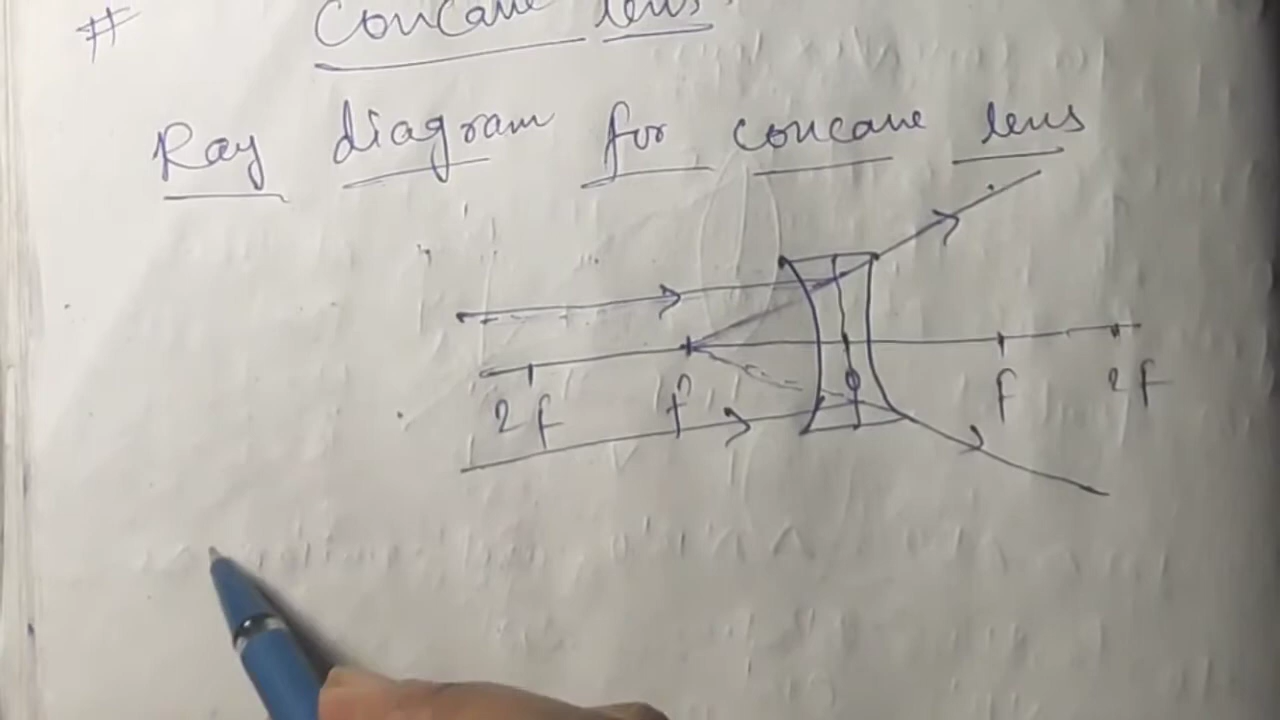 # Concave lens.
Ray diagram for concave lens
2f f f 2f
o